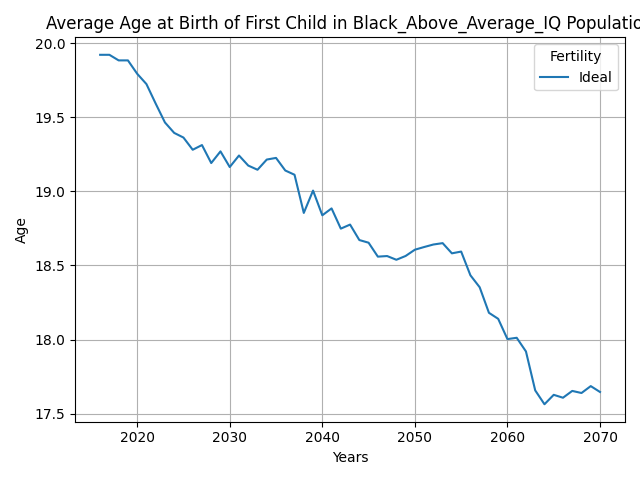 Average Age at Birth of First Child in Black_Above_Average_IQ Populatio
Fertility
Ideal
20.0
19.5
19.0
18.5
18.0
17.5
Age
2020 2030 2040 2050 2060 2070
Years